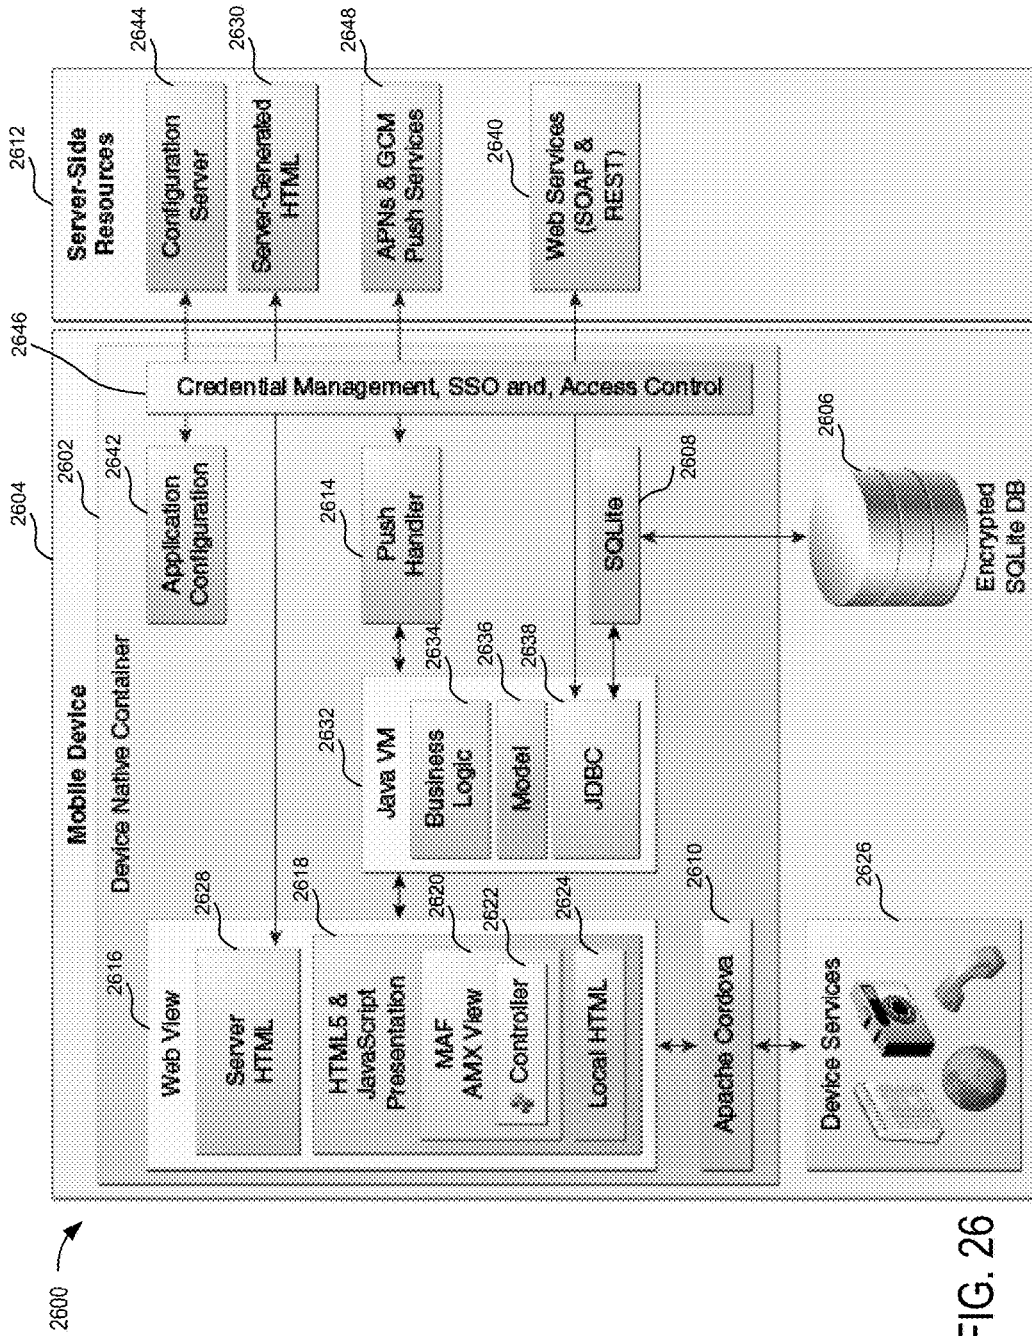 2600
2604
2602
2646
2612
Mobile Device
Device Native Container
Server-Side
Resources
2616
Web View
2628
Server
HTML
2618
HTML5 &
JavaScript
Presentation
2620
MAF
AMX View
2622
Controller
2624
Local HTML
2610
Apache Cordova
2626
Device Services
2632
Java VM
2634
Business
Logic
2636
Model
2638
JDBC
2642
Application
Configuration
2614
Push
Handler
2608
SQLite
2606
Encrypted
SQLite DB
Credential Management, SSO and, Access Control
2644
Configuration
Server
2630
Server-Generated
HTML
2648
APNs & GCM
Push Services
2640
Web Services
(SOAP &
REST)
FIG. 26